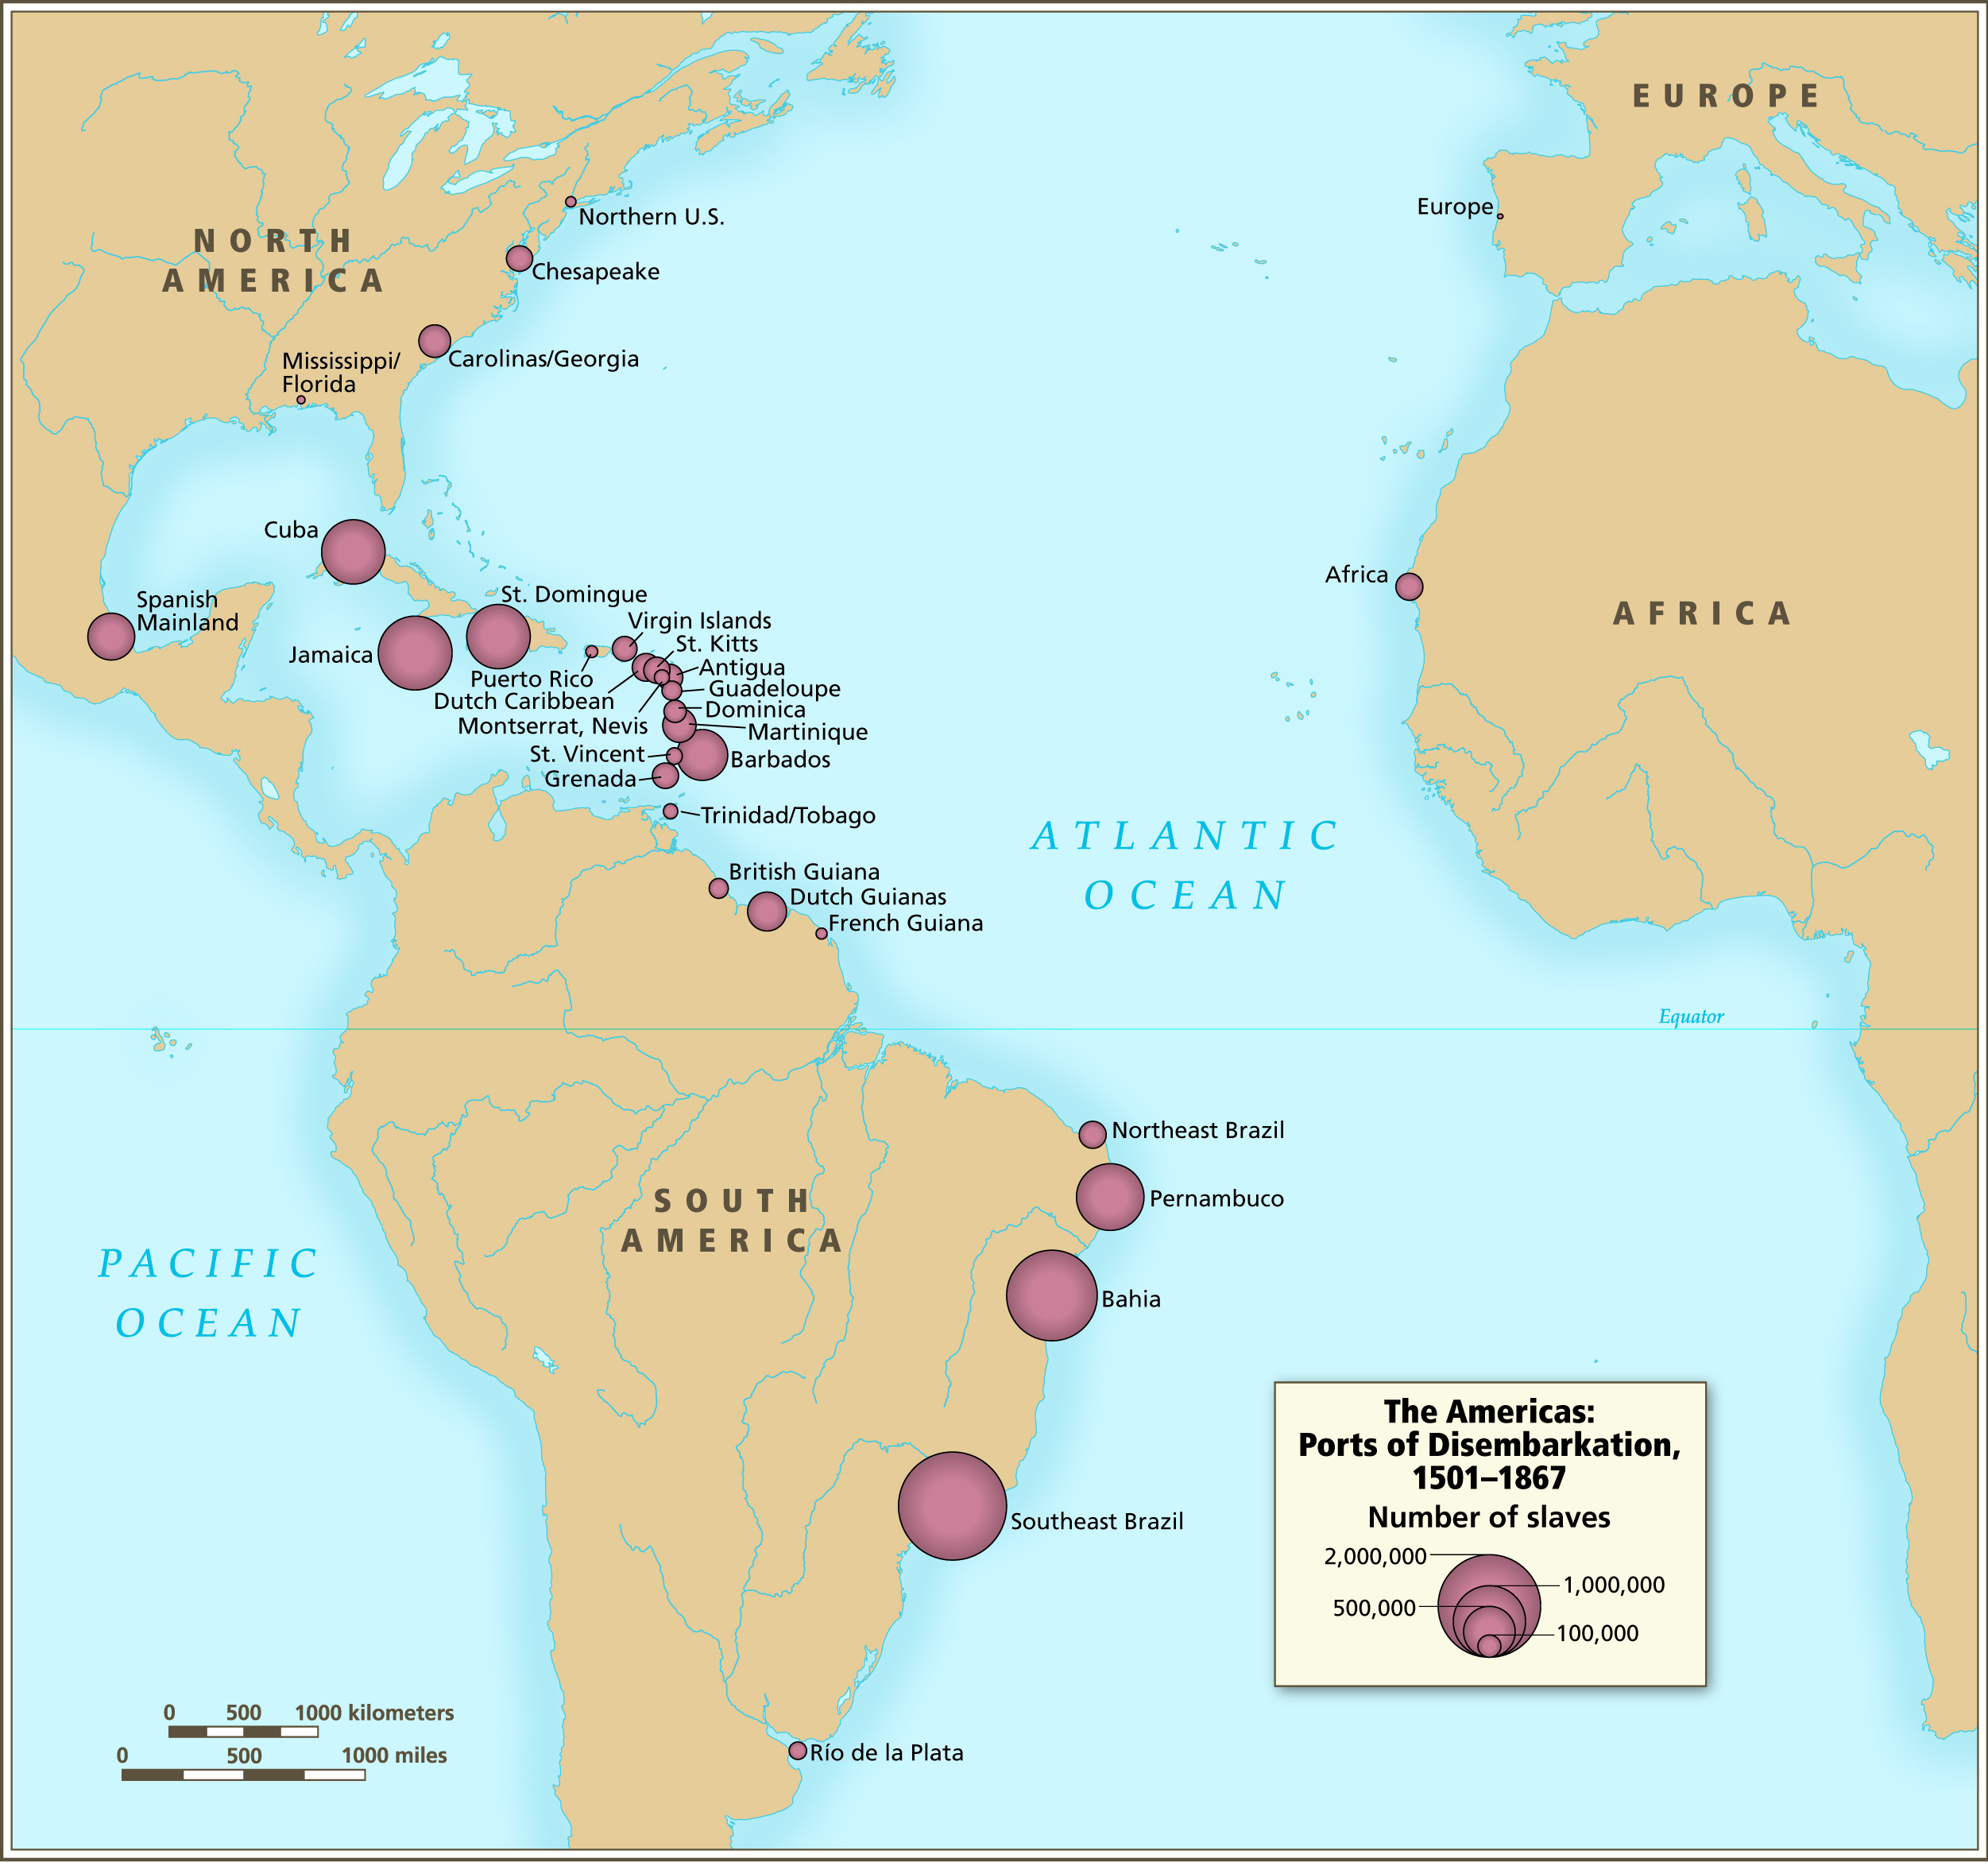 EUROPE
Europe
Northern U.S.
NORTH
AMERICA
Chesapeake
Carolinas/Georgia
Mississippi/
Florida
Cuba
St. Domingue
Spanish
Mainland
Jamaica
Virgin Islands
St. Kitts
Antigua
Puerto Rico
Guadeloupe
Dutch Caribbean
Dominica
Montserrat, Nevis
Martinique
St. Vincent
Barbados
Grenada
Trinidad/Tobago
Africa
AFRICA
ATLANTIC
OCEAN
British Guiana
Dutch Guianas
French Guiana
Equator
Northeast Brazil
Pernambuco
SOUTH
AMERICA
Bahia
PACIFIC
OCEAN
Southeast Brazil
Río de la Plata
The Americas:
Ports of Disembarkation,
1501–1867
Number of slaves
2,000,000
1,000,000
500,000
100,000
0 500 1000 kilometers
0 500 1000 miles